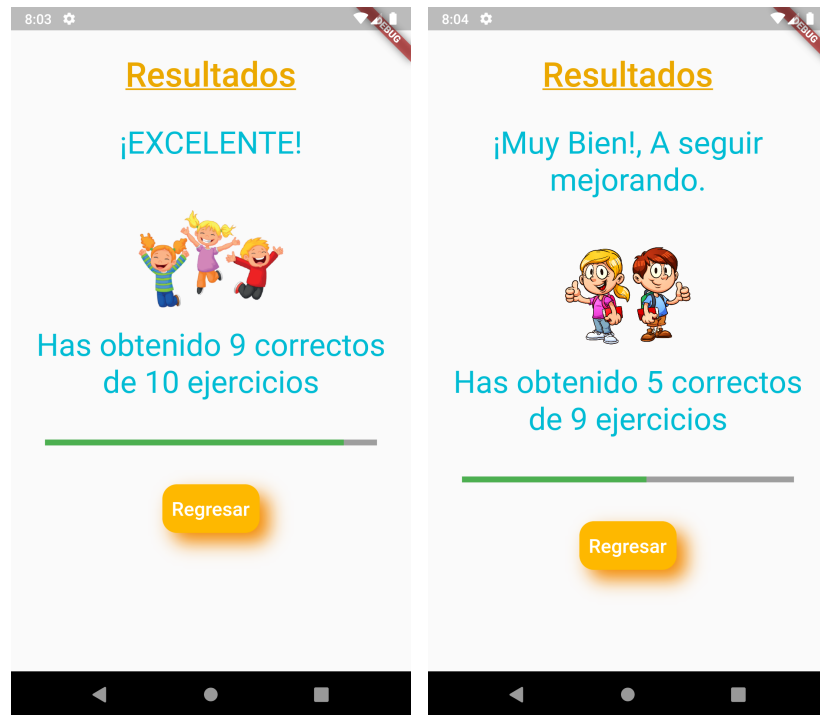 8:03
DEBUG
Resultados
¡EXCELENTE!
Has obtenido 9 correctos
de 10 ejercicios
Regresar
8:04
DEBUG
Resultados
¡Muy Bien!, A seguir
mejorando.
Has obtenido 5 correctos
de 9 ejercicios
Regresar